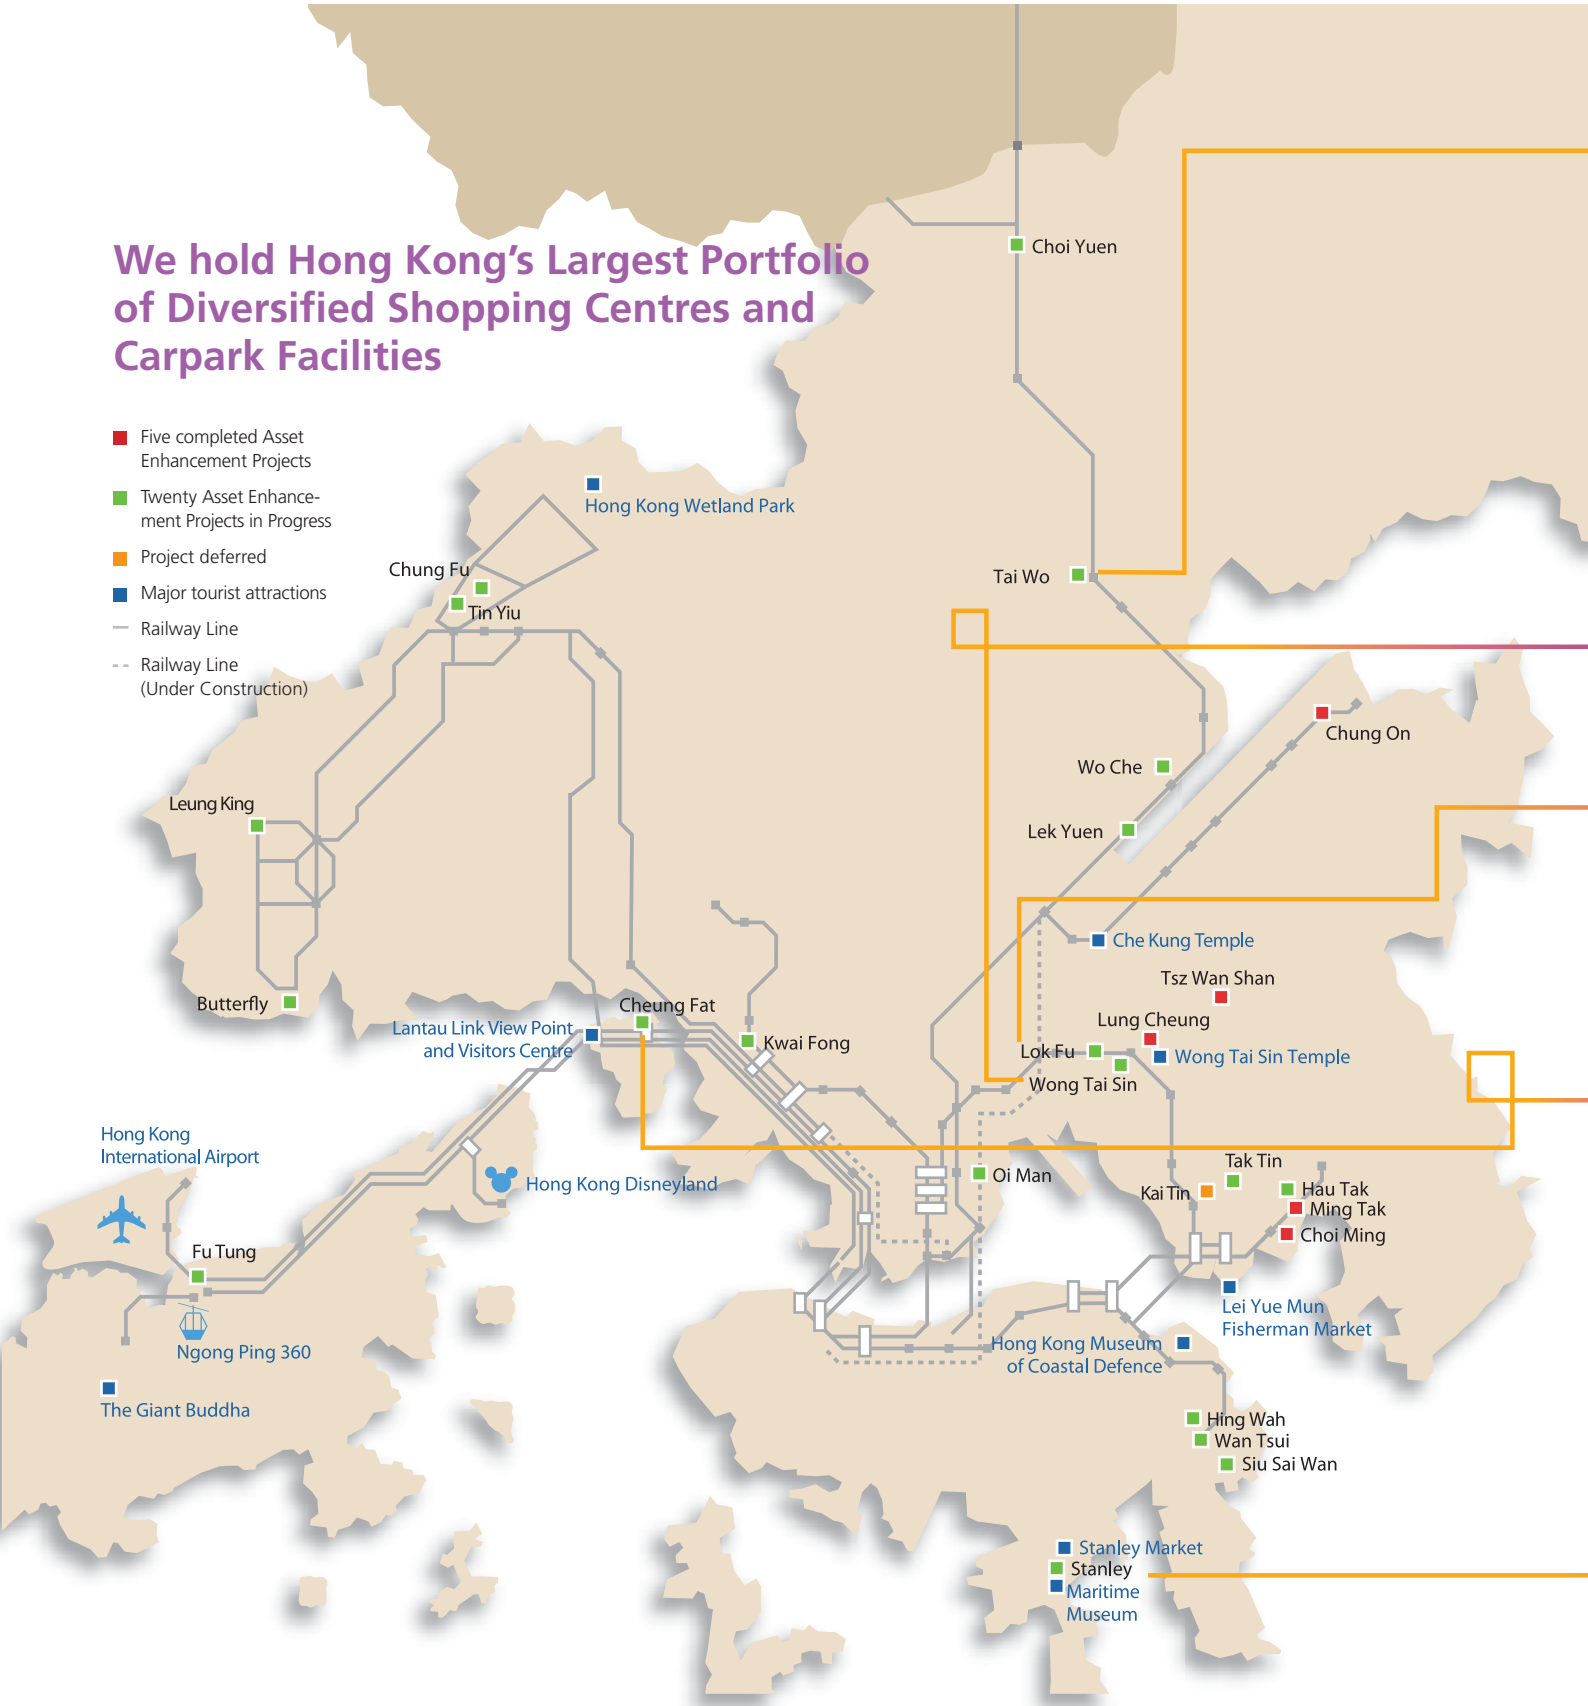 We hold Hong Kong’s Largest Portfolio
of Diversified Shopping Centres and
Carpark Facilities
Five completed Asset
Enhancement Projects
Twenty Asset Enhance-
ment Projects in Progress
Project deferred
Major tourist attractions
Railway Line
Railway Line
(Under Construction)
Choi Yuen
Hong Kong Wetland Park
Chung Fu
Tin Yiu
Tai Wo
Chung On
Wo Che
Leung King
Lek Yuen
Che Kung Temple
Tsz Wan Shan
Butterfly
Cheung Fat
Lantau Link View Point
and Visitors Centre
Kwai Fong
Lung Cheung
Lok Fu
Wong Tai Sin Temple
Wong Tai Sin
Hong Kong
International Airport
Hong Kong Disneyland
Oi Man
Tak Tin
Kai Tin
Hau Tak
Ming Tak
Choi Ming
Fu Tung
Ngong Ping 360
Lei Yue Mun
Fisherman Market
Hong Kong Museum
of Coastal Defence
The Giant Buddha
Hing Wah
Wan Tsui
Siu Sai Wan
Stanley Market
Stanley
Maritime
Museum